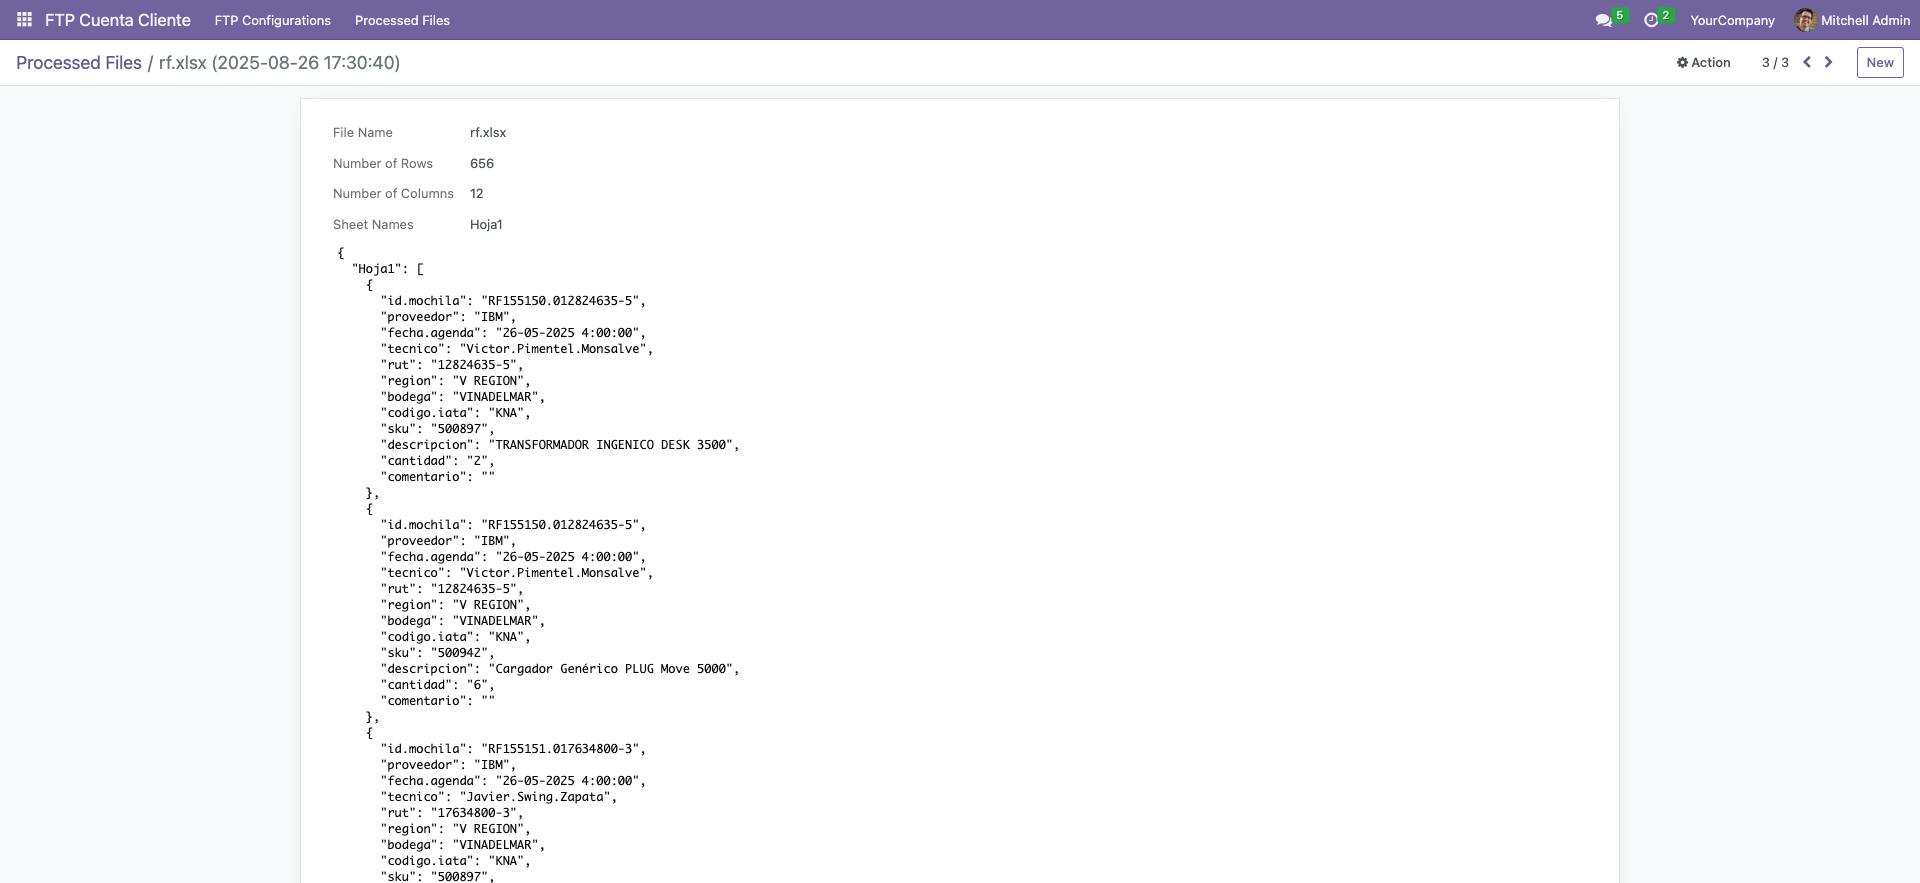 FTP Cuenta Cliente FTP Configurations Processed Files 5 2 YourCompany Mitchell Admin
Processed Files / rf.xlsx (2025-08-26 17:30:40) Action 3 / 3 New
File Name rf.xlsx
Number of Rows 656
Number of Columns 12
Sheet Names Hoja1
{
"Hoja1": [
{
"id.mochila": "RF155150.012824635-5",
"proveedor": "IBM",
"fecha.agenda": "26-05-2025 4:00:00",
"tecnico": "Victor.Pimentel.Monsalve",
"rut": "12824635-5",
"region": "V REGION",
"bodega": "VINADELMAR",
"codigo.iata": "KNA",
"sku": "500897",
"descripcion": "TRANSFORMADOR INGENICO DESK 3500",
"cantidad": "2",
"comentario": ""
},
{
"id.mochila": "RF155150.012824635-5",
"proveedor": "IBM",
"fecha.agenda": "26-05-2025 4:00:00",
"tecnico": "Victor.Pimentel.Monsalve",
"rut": "12824635-5",
"region": "V REGION",
"bodega": "VINADELMAR",
"codigo.iata": "KNA",
"sku": "500942",
"descripcion": "Cargador Genérico PLUG Move 5000",
"cantidad": "6",
"comentario": ""
},
{
"id.mochila": "RF155151.017634800-3",
"proveedor": "IBM",
"fecha.agenda": "26-05-2025 4:00:00",
"tecnico": "Javier.Swing.Zapata",
"rut": "17634800-3",
"region": "V REGION",
"bodega": "VINADELMAR",
"codigo.iata": "KNA",
"sku": "500897",